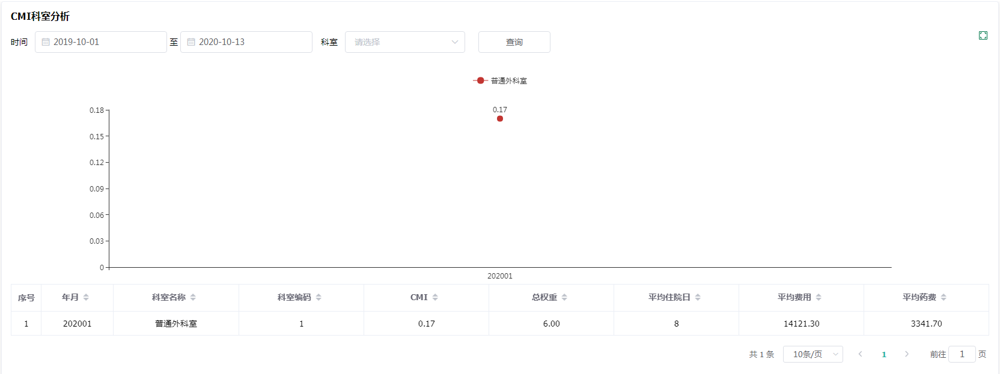 CMI科室分析
时间 2019-10-01 至 2020-10-13 科室 请选择 查询
普通外科室
0.17
0.18
0.15
0.12
0.09
0.06
0.03
0
202001
序号 年月 科室名称 科室编码 CMI 总权重 平均住院日 平均费用 平均药费
1 202001 普通外科室 1 0.17 6.00 8 14121.30 3341.70
共 1 条 10条/页 1 前往 1 页